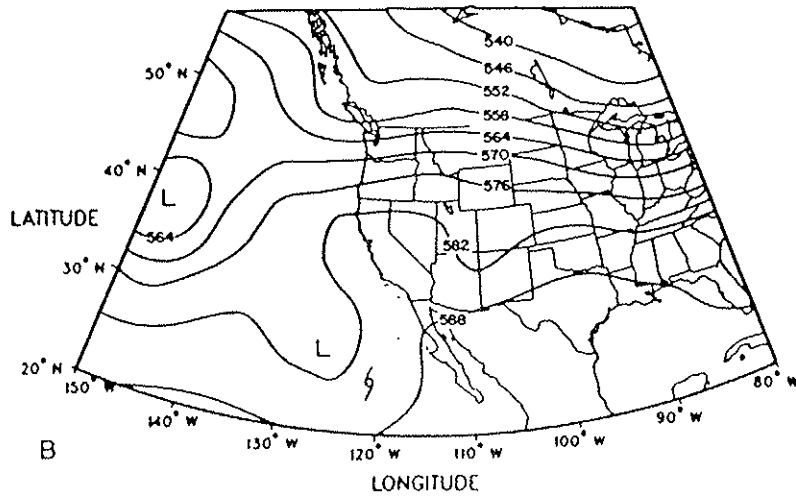 540
546
50° N
552
558
564
570
40° N
576
L
LATITUDE
564
582
30° N
588
L
20° N
150° W
80° W
140° W
90° W
130° W
100° W
120° W
110° W
B
LONGITUDE